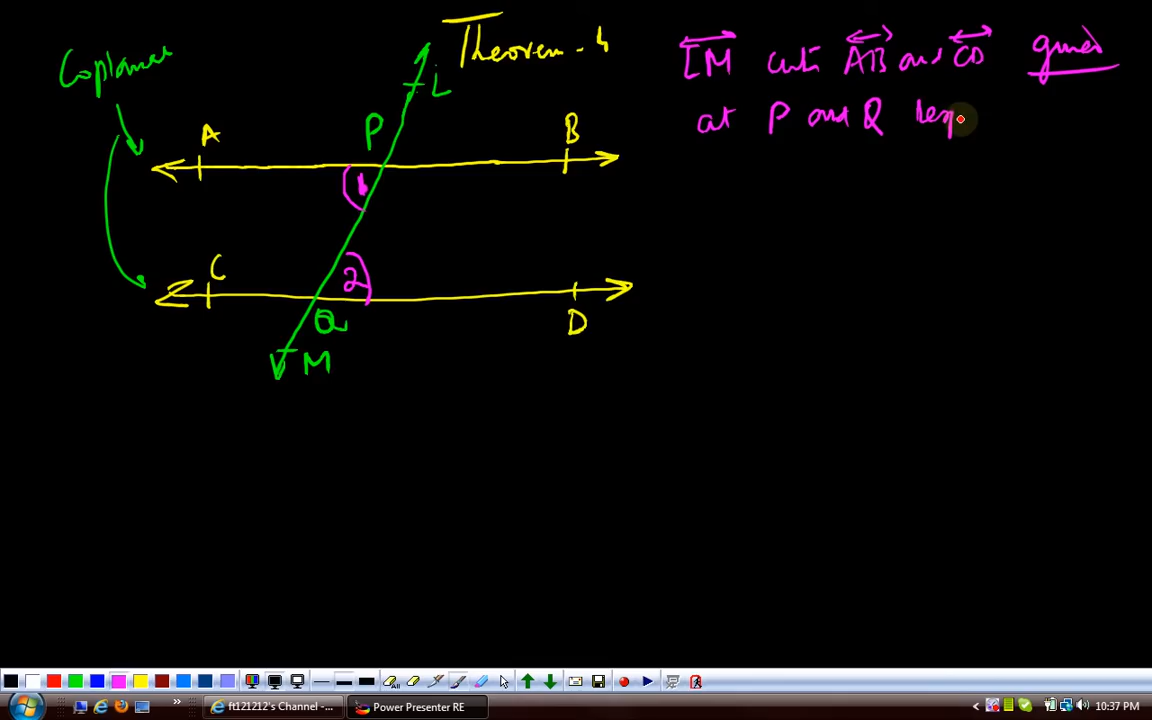 Theorem - 4
Coplanar
L
P
A
B
1
C
2
Q
D
M
LM cuts AB and CD given
at P and Q resp
ft121212's Channel -...
Power Presenter RE
10:37 PM